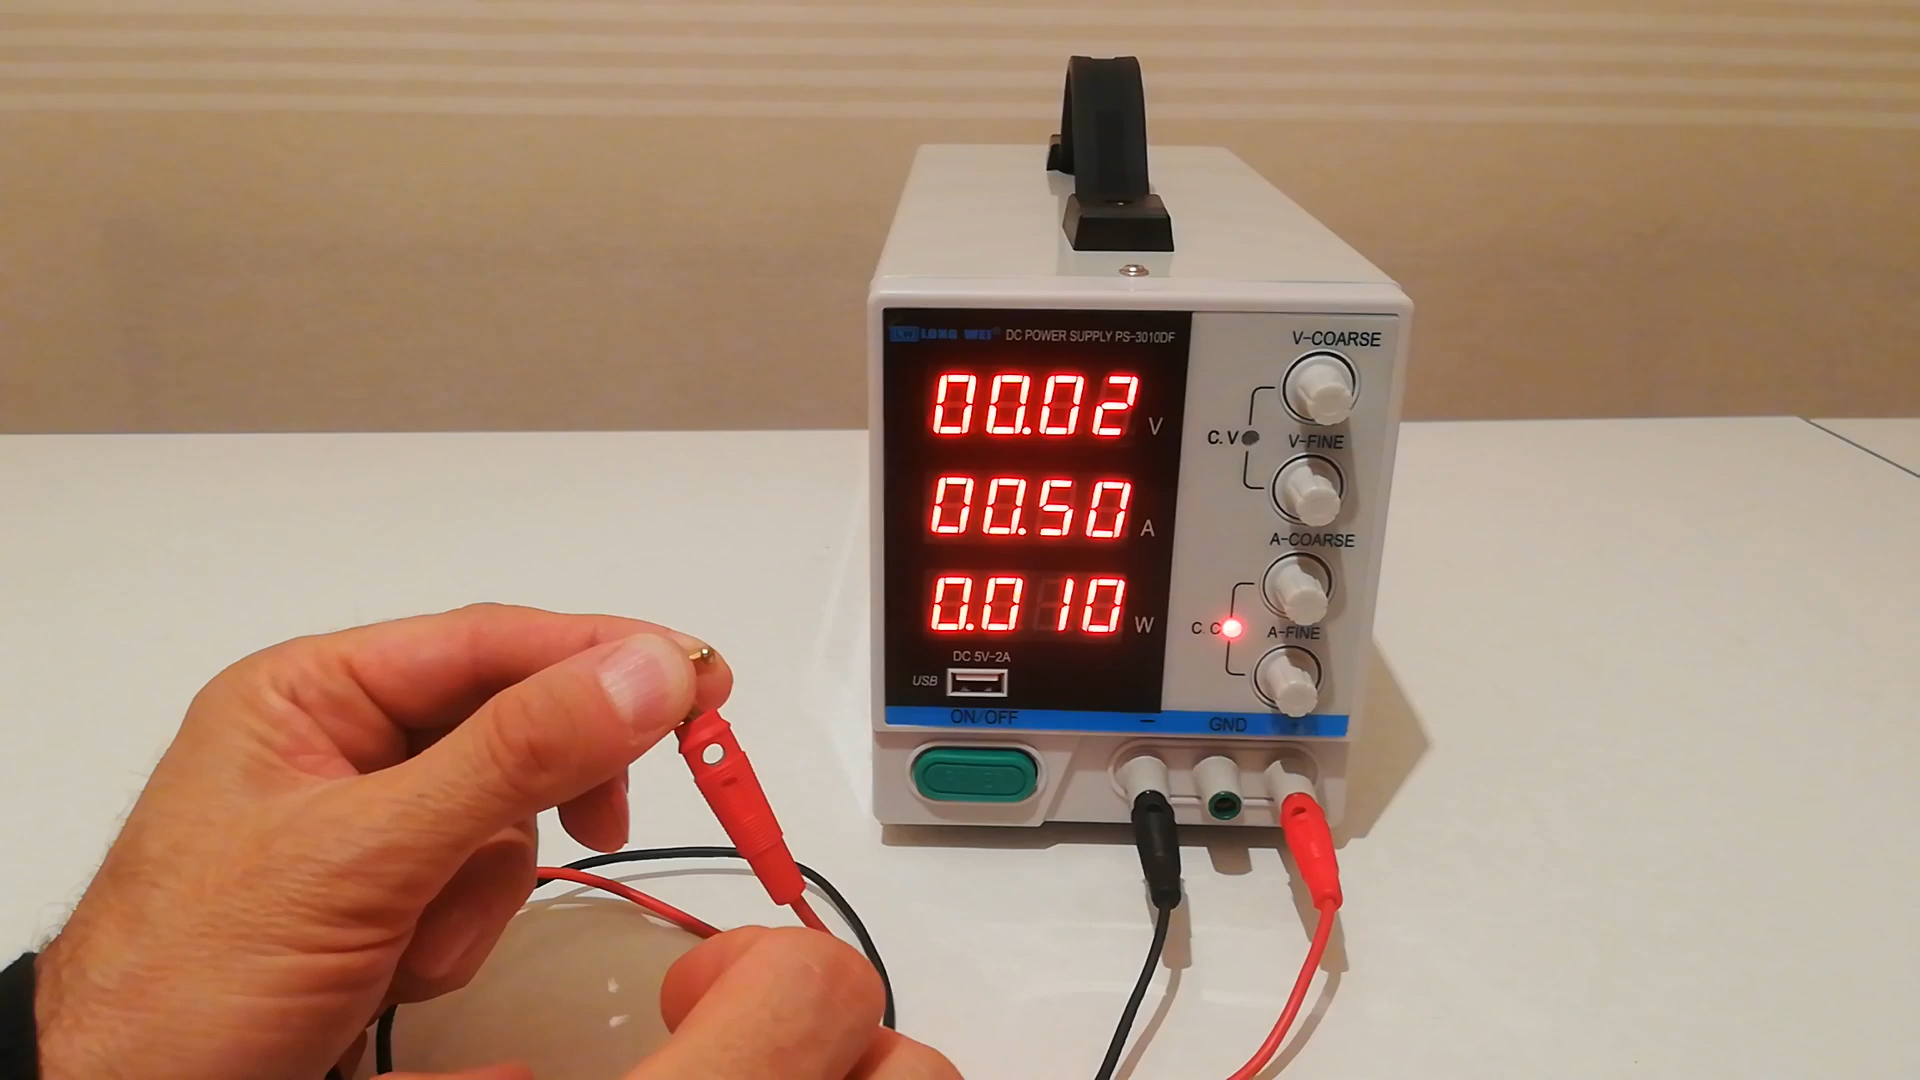 LW LONG WEI® DC POWER SUPPLY PS-3010DF
00.02 V
00.50 A
0.010 W
DC 5V-2A
USB
ON/OFF
− GND +
V-COARSE
C.V
V-FINE
A-COARSE
C.C
A-FINE